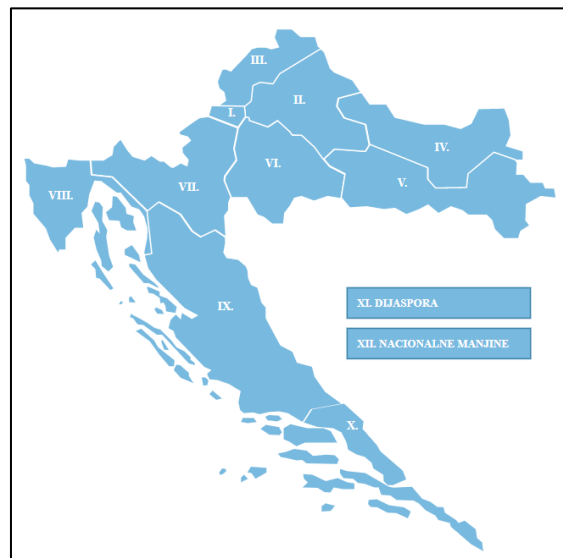 III.
II.
I.
IV.
VI.
V.
VII.
VIII.
IX.
XI. DIJASPORA
XII. NACIONALNE MANJINE
X.